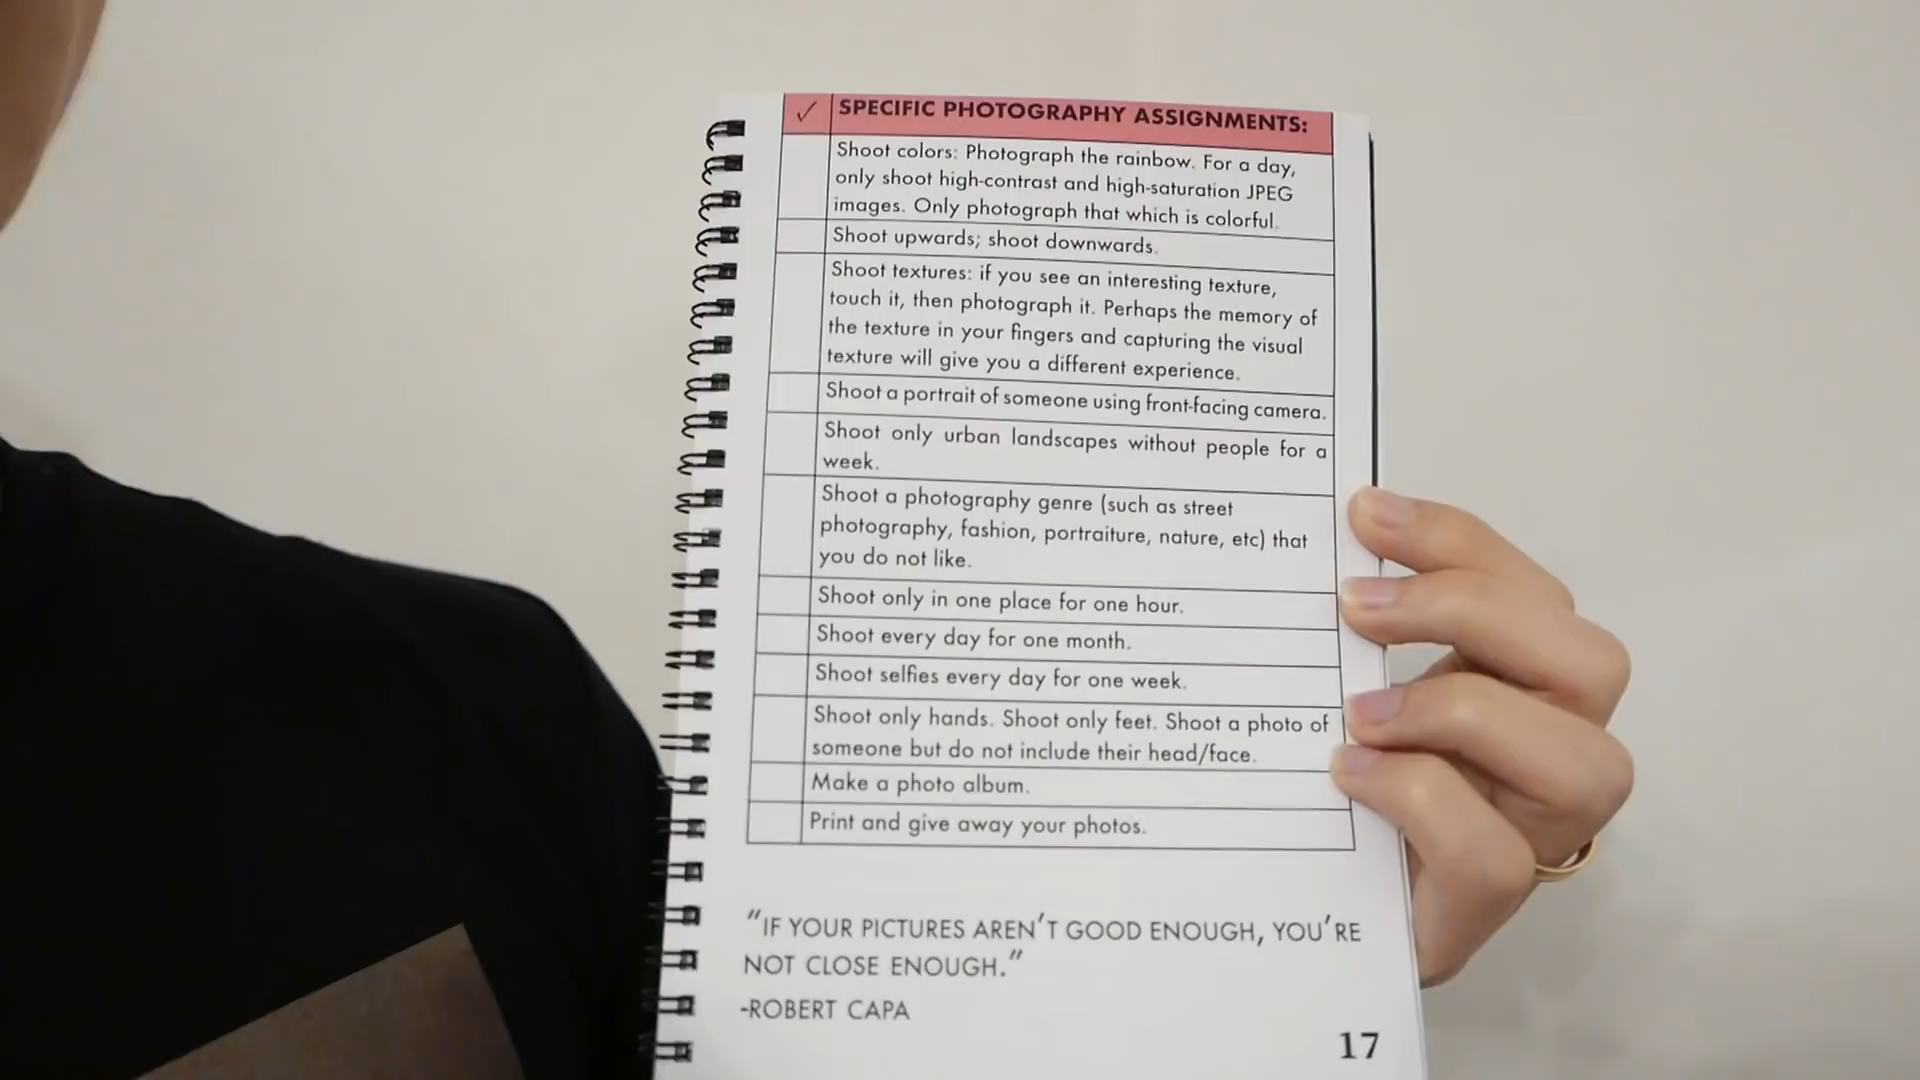 ✓ SPECIFIC PHOTOGRAPHY ASSIGNMENTS:
Shoot colors: Photograph the rainbow. For a day,
only shoot high-contrast and high-saturation JPEG
images. Only photograph that which is colorful.
Shoot upwards; shoot downwards.
Shoot textures: if you see an interesting texture,
touch it, then photograph it. Perhaps the memory of
the texture in your fingers and capturing the visual
texture will give you a different experience.
Shoot a portrait of someone using front-facing camera.
Shoot only urban landscapes without people for a
week.
Shoot a photography genre (such as street
photography, fashion, portraiture, nature, etc) that
you do not like.
Shoot only in one place for one hour.
Shoot every day for one month.
Shoot selfies every day for one week.
Shoot only hands. Shoot only feet. Shoot a photo of
someone but do not include their head/face.
Make a photo album.
Print and give away your photos.
"IF YOUR PICTURES AREN'T GOOD ENOUGH, YOU'RE
NOT CLOSE ENOUGH."
-ROBERT CAPA
17